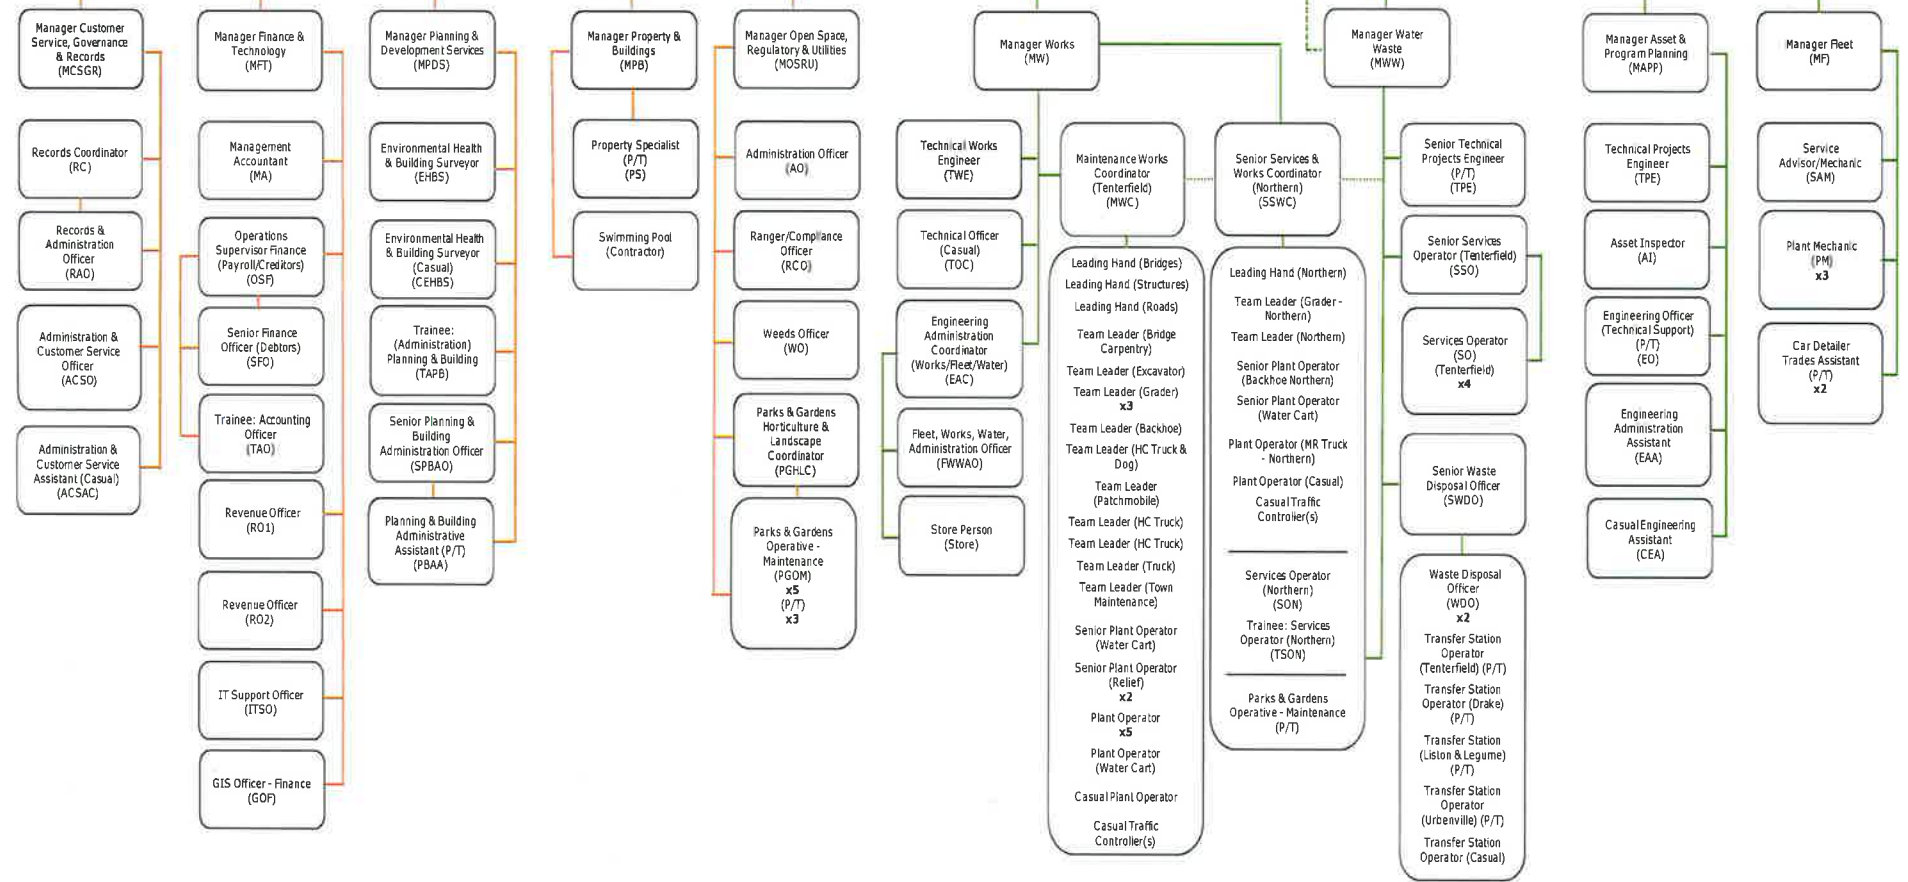 Manager Customer
Service, Governance
& Records
(MCSGR)
Records Coordinator
(RC)
Records &
Administration
Officer
(RAO)
Administration &
Customer Service
Officer
(ACSO)
Administration &
Customer Service
Assistant (Casual)
(ACSAC)
Manager Finance &
Technology
(MFT)
Management
Accountant
(MA)
Operations
Supervisor Finance
(Payroll/Creditors)
(OSF)
Senior Finance
Officer (Debtors)
(SFO)
Trainee: Accounting
Officer
(TAO)
Revenue Officer
(RO1)
Revenue Officer
(RO2)
IT Support Officer
(ITSO)
GIS Officer - Finance
(GOF)
Manager Planning &
Development Services
(MPDS)
Environmental Health
& Building Surveyor
(EHBS)
Environmental Health
& Building Surveyor
(Casual)
(CEHBS)
Trainee:
(Administration)
Planning & Building
(TAPB)
Senior Planning &
Building
Administration Officer
(SPBAO)
Planning & Building
Administrative
Assistant (P/T)
(PBAA)
Manager Property &
Buildings
(MPB)
Property Specialist
(P/T)
(PS)
Swimming Pool
(Contractor)
Manager Open Space,
Regulatory & Utilities
(MOSRU)
Administration Officer
(AO)
Ranger/Compliance
Officer
(RCO)
Weeds Officer
(WO)
Parks & Gardens
Horticulture &
Landscape
Coordinator
(PGHLC)
Parks & Gardens
Operative -
Maintenance
(PGOM)
x5
(P/T)
x3
Manager Works
(MW)
Technical Works
Engineer
(TWE)
Technical Officer
(Casual)
(TOC)
Engineering
Administration
Coordinator
(Works/Fleet/Water)
(EAC)
Fleet, Works, Water,
Administration Officer
(FWWAO)
Store Person
(Store)
Maintenance Works
Coordinator
(Tenterfield)
(MWC)
Leading Hand (Bridges)
Leading Hand (Structures)
Leading Hand (Roads)
Team Leader (Bridge
Carpentry)
Team Leader (Excavator)
Team Leader (Grader)
x3
Team Leader (Backhoe)
Team Leader (HC Truck &
Dog)
Team Leader
(Patchmobile)
Team Leader (HC Truck)
Team Leader (HC Truck)
Team Leader (Truck)
Team Leader (Town
Maintenance)
Senior Plant Operator
(Water Cart)
Senior Plant Operator
(Relief)
x2
Plant Operator
x5
Plant Operator
(Water Cart)
Casual Plant Operator
Casual Traffic
Controller(s)
Senior Services &
Works Coordinator
(Northern)
(SSWC)
Leading Hand (Northern)
Team Leader (Grader -
Northern)
Team Leader (Northern)
Senior Plant Operator
(Backhoe Northern)
Senior Plant Operator
(Water Cart)
Plant Operator (MR Truck
- Northern)
Plant Operator (Casual)
Casual Traffic
Controller(s)
Services Operator
(Northern)
(SON)
Trainee: Services
Operator (Northern)
(TSON)
Parks & Gardens
Operative - Maintenance
(P/T)
Manager Water
Waste
(MWW)
Senior Technical
Projects Engineer
(P/T)
(TPE)
Senior Services
Operator (Tenterfield)
(SSO)
Services Operator
(SO)
(Tenterfield)
x4
Senior Waste
Disposal Officer
(SWDO)
Waste Disposal
Officer
(WDO)
x2
Transfer Station
Operator
(Tenterfield) (P/T)
Transfer Station
Operator (Drake)
(P/T)
Transfer Station
(Liston & Legume)
(P/T)
Transfer Station
Operator
(Urbenville) (P/T)
Transfer Station
Operator (Casual)
Manager Asset &
Program Planning
(MAPP)
Technical Projects
Engineer
(TPE)
Asset Inspector
(AI)
Engineering Officer
(Technical Support)
(P/T)
(EO)
Engineering
Administration
Assistant
(EAA)
Casual Engineering
Assistant
(CEA)
Manager Fleet
(MF)
Service
Advisor/Mechanic
(SAM)
Plant Mechanic
(PM)
x3
Car Detailer
Trades Assistant
(P/T)
x2